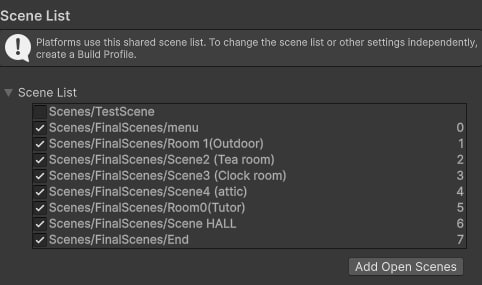 Scene List
Platforms use this shared scene list. To change the scene list or other settings independently,
create a Build Profile.
Scene List
Scenes/TestScene
Scenes/FinalScenes/menu 0
Scenes/FinalScenes/Room 1(Outdoor) 1
Scenes/FinalScenes/Scene2 (Tea room) 2
Scenes/FinalScenes/Scene3 (Clock room) 3
Scenes/FinalScenes/Scene4 (attic) 4
Scenes/FinalScenes/Room0(Tutor) 5
Scenes/FinalScenes/Scene HALL 6
Scenes/FinalScenes/End 7
Add Open Scenes